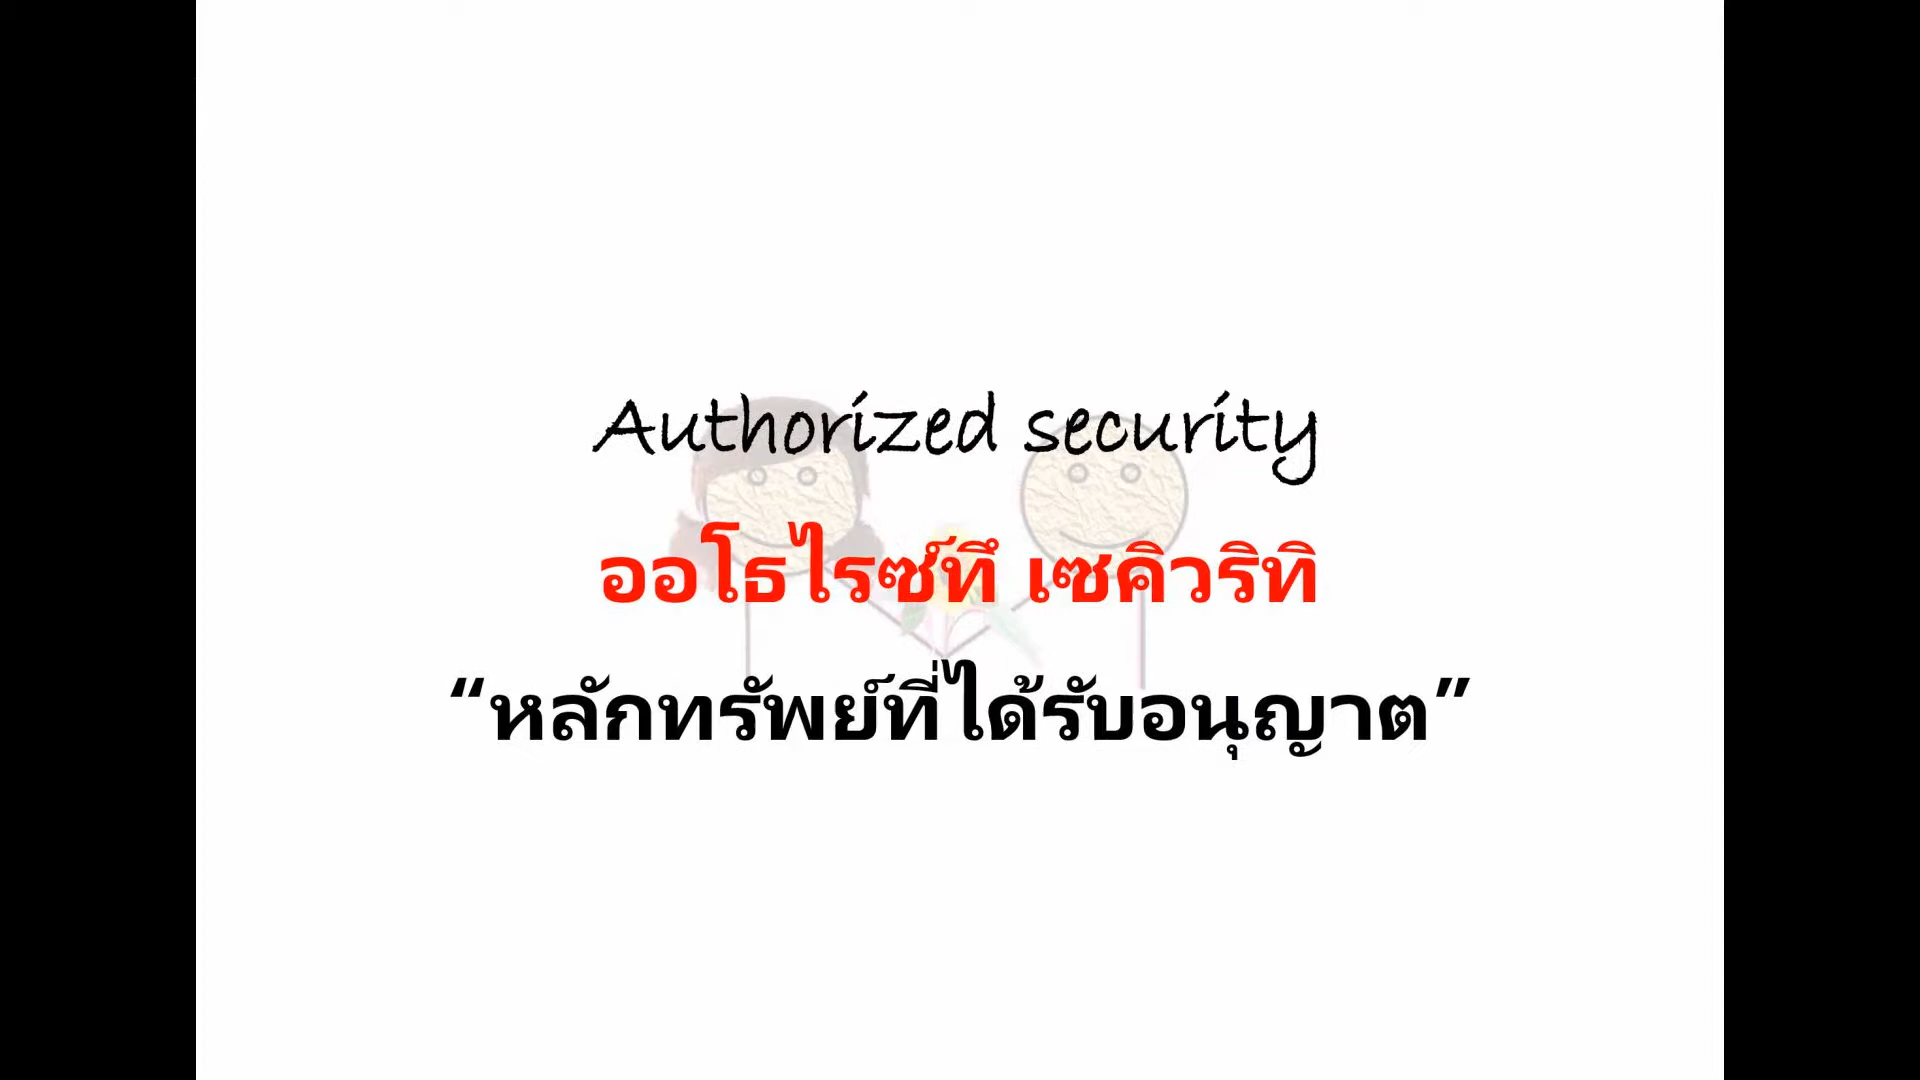 Authorized security
ออโธไรซ์ทึ เซคิวริทิ
“หลักทรัพย์ที่ได้รับอนุญาต”